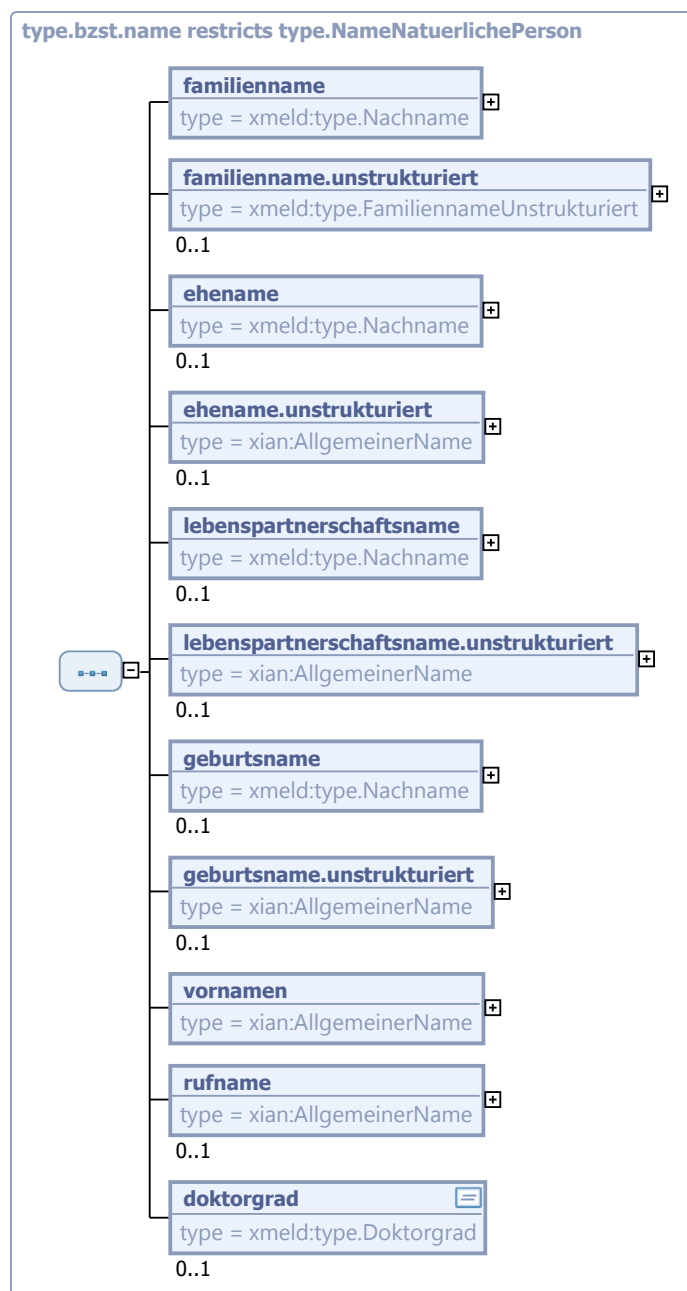 type.bzst.name restricts type.NameNatuerlichePerson
familienname
type = xmeld:type.Nachname
familienname.unstrukturiert
type = xmeld:type.FamiliennameUnstrukturiert
0..1
ehename
type = xmeld:type.Nachname
0..1
ehename.unstrukturiert
type = xian:AllgemeinerName
0..1
lebenspartnerschaftsname
type = xmeld:type.Nachname
0..1
lebenspartnerschaftsname.unstrukturiert
type = xian:AllgemeinerName
0..1
geburtsname
type = xmeld:type.Nachname
0..1
geburtsname.unstrukturiert
type = xian:AllgemeinerName
0..1
vornamen
type = xian:AllgemeinerName
rufname
type = xian:AllgemeinerName
0..1
doktorgrad
type = xmeld:type.Doktorgrad
0..1